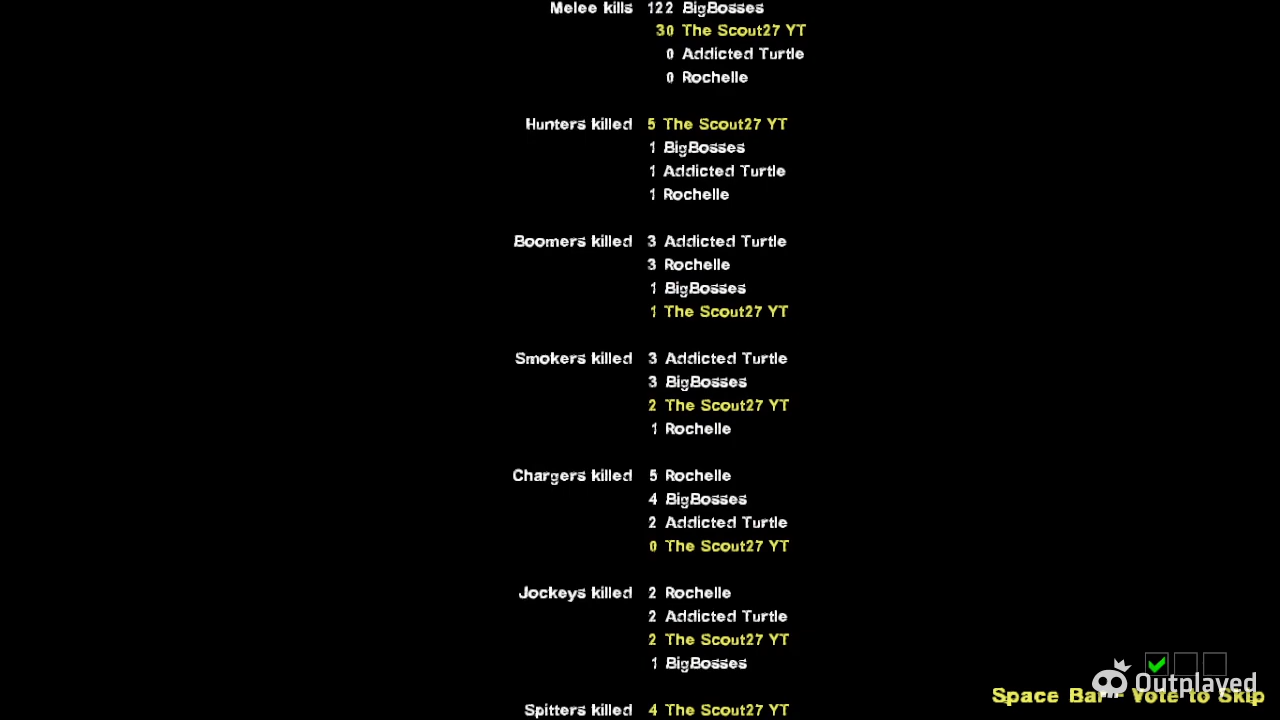 Melee kills 122 BigBosses
30 The Scout27 YT
0 Addicted Turtle
0 Rochelle
Hunters killed 5 The Scout27 YT
1 BigBosses
1 Addicted Turtle
1 Rochelle
Boomers killed 3 Addicted Turtle
3 Rochelle
1 BigBosses
1 The Scout27 YT
Smokers killed 3 Addicted Turtle
3 BigBosses
2 The Scout27 YT
1 Rochelle
Chargers killed 5 Rochelle
4 BigBosses
2 Addicted Turtle
0 The Scout27 YT
Jockeys killed 2 Rochelle
2 Addicted Turtle
2 The Scout27 YT
1 BigBosses
Outplayed
Space Bar - Vote to Skip
Spitters killed 4 The Scout27 YT